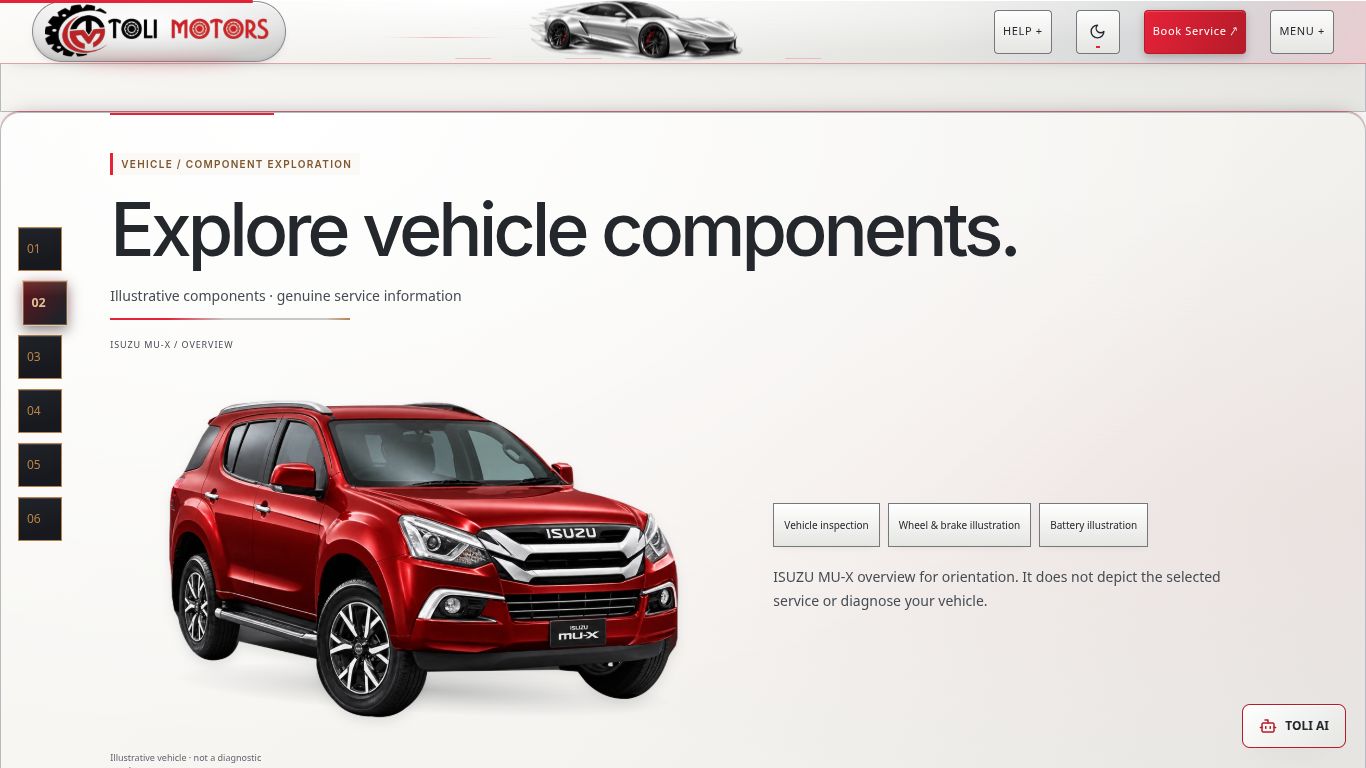 TOLI MOTORS
HELP +
Book Service ↗
MENU +
VEHICLE / COMPONENT EXPLORATION
Explore vehicle components.
Illustrative components · genuine service information
ISUZU MU-X / OVERVIEW
01
02
03
04
05
06
ISUZU
ISUZU
mu-x
Vehicle inspection
Wheel & brake illustration
Battery illustration
ISUZU MU-X overview for orientation. It does not depict the selected
service or diagnose your vehicle.
TOLI AI
Illustrative vehicle · not a diagnostic